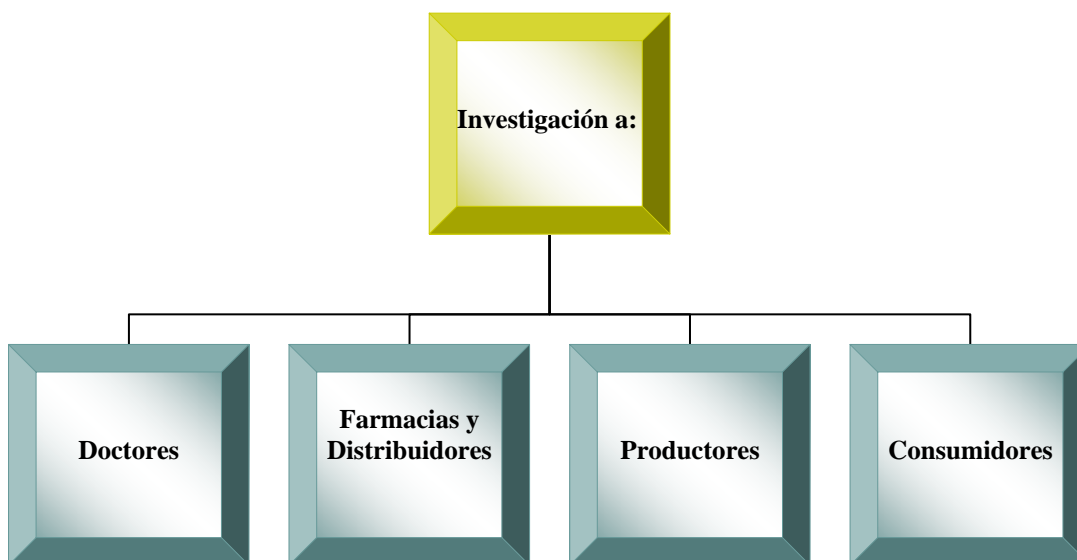 Investigación a:
Doctores
Farmacias y
Distribuidores
Productores
Consumidores